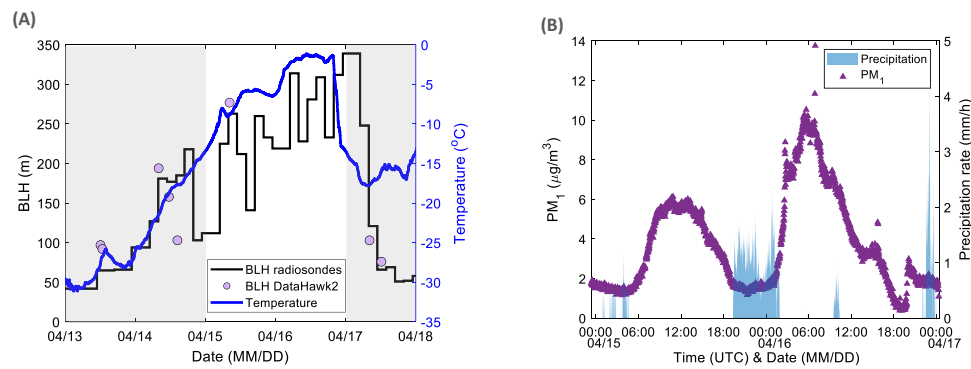 (A)
350
300
250
200
150
100
50
0
BLH (m)
0
-5
-10
-15
-20
-25
-30
-35
Temperature (°C)
BLH radiosondes
BLH DataHawk2
Temperature
04/13 04/14 04/15 04/16 04/17 04/18
Date (MM/DD)
(B)
14
12
10
8
6
4
2
0
PM1 (μg/m3)
5
4
3
2
1
0
Precipitation rate (mm/h)
Precipitation
PM1
00:00 06:00 12:00 18:00 00:00 06:00 12:00 18:00 00:00
04/15 04/16 04/17
Time (UTC) & Date (MM/DD)